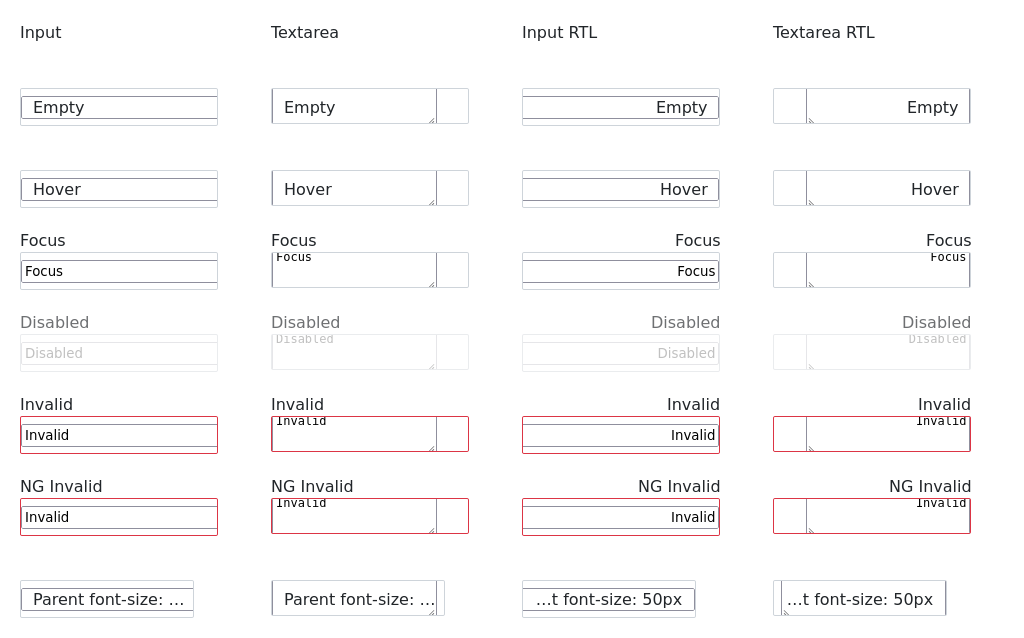 Input Textarea Input RTL Textarea RTL
Empty Empty Empty Empty
Hover Hover Hover Hover
Focus Focus Focus Focus
Focus Focus Focus Focus
Disabled Disabled Disabled Disabled
Disabled Disabled Disabled Disabled
Invalid Invalid Invalid Invalid
Invalid Invalid Invalid Invalid
NG Invalid NG Invalid NG Invalid NG Invalid
Invalid Invalid Invalid Invalid
Parent font-size: ... Parent font-size: ... ...t font-size: 50px ...t font-size: 50px